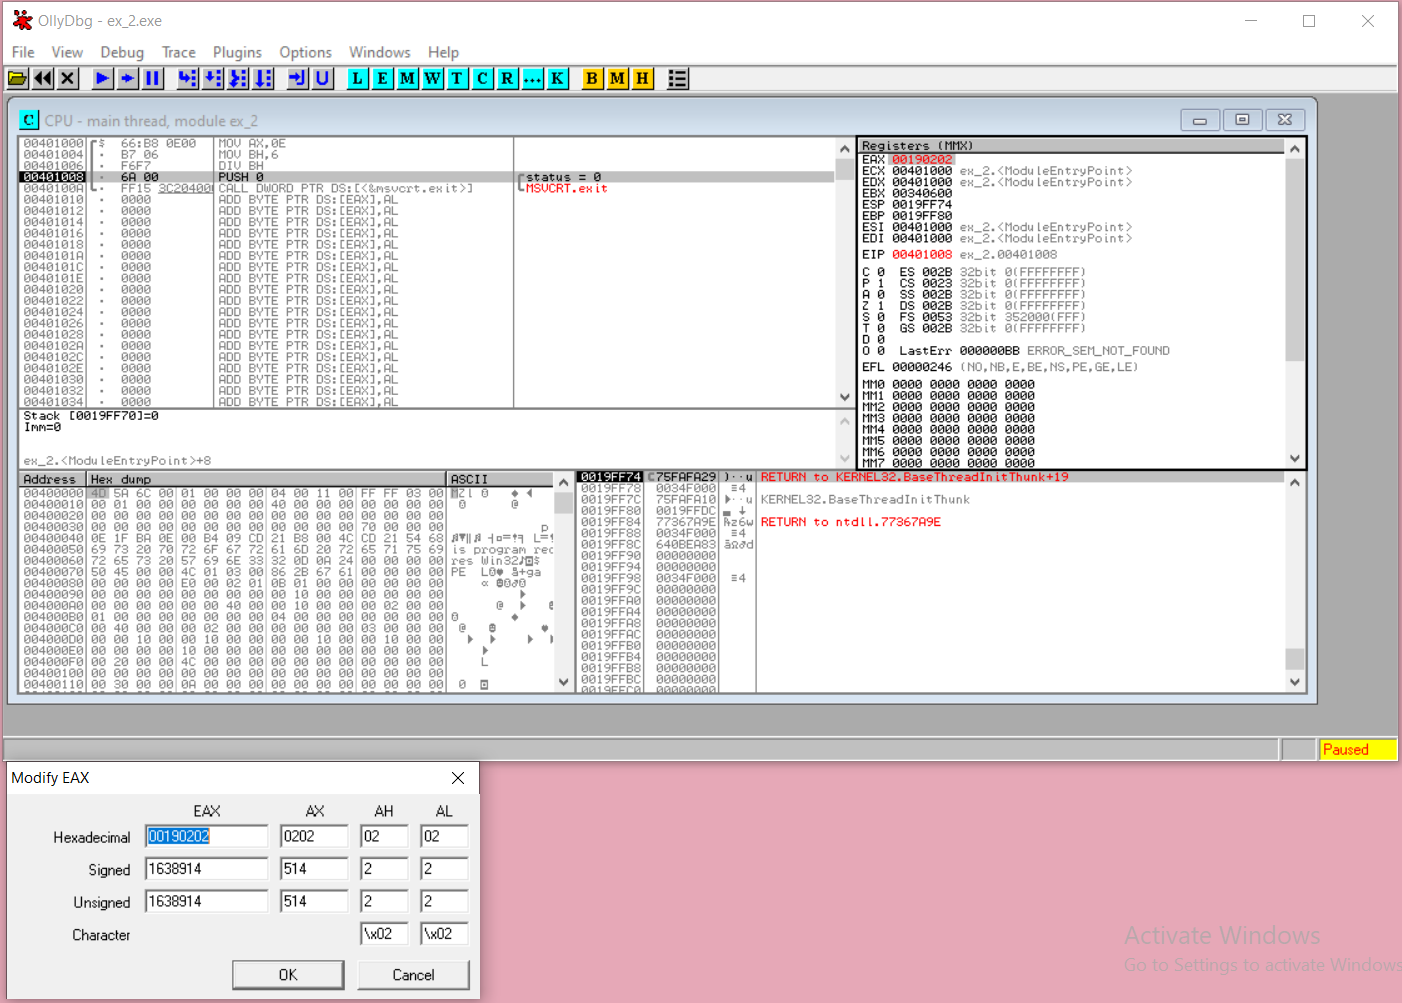 OllyDbg - ex_2.exe
File View Debug Trace Plugins Options Windows Help
L E M W T C R ... K B M H
C CPU - main thread, module ex_2
00401000 $ 66:B8 0E00 MOV AX,0E
00401004 · B7 06 MOV BH,6
00401006 · F6F7 DIV BH
00401008 · 6A 00 PUSH 0 status = 0
0040100A · FF15 3C204000 CALL DWORD PTR DS:[<&msvcrt.exit>] MSVCRT.exit
00401010 · 0000 ADD BYTE PTR DS:[EAX],AL
00401012 · 0000 ADD BYTE PTR DS:[EAX],AL
00401014 · 0000 ADD BYTE PTR DS:[EAX],AL
00401016 · 0000 ADD BYTE PTR DS:[EAX],AL
00401018 · 0000 ADD BYTE PTR DS:[EAX],AL
0040101A · 0000 ADD BYTE PTR DS:[EAX],AL
0040101C · 0000 ADD BYTE PTR DS:[EAX],AL
0040101E · 0000 ADD BYTE PTR DS:[EAX],AL
00401020 · 0000 ADD BYTE PTR DS:[EAX],AL
00401022 · 0000 ADD BYTE PTR DS:[EAX],AL
00401024 · 0000 ADD BYTE PTR DS:[EAX],AL
00401026 · 0000 ADD BYTE PTR DS:[EAX],AL
00401028 · 0000 ADD BYTE PTR DS:[EAX],AL
0040102A · 0000 ADD BYTE PTR DS:[EAX],AL
0040102C · 0000 ADD BYTE PTR DS:[EAX],AL
0040102E · 0000 ADD BYTE PTR DS:[EAX],AL
00401030 · 0000 ADD BYTE PTR DS:[EAX],AL
00401032 · 0000 ADD BYTE PTR DS:[EAX],AL
00401034 · 0000 ADD BYTE PTR DS:[EAX],AL
Stack [0019FF70]=0
Imm=0
ex_2.<ModuleEntryPoint>+8
Registers (MMX)
EAX 00190202
ECX 00401000 ex_2.<ModuleEntryPoint>
EDX 00401000 ex_2.<ModuleEntryPoint>
EBX 00340600
ESP 0019FF74
EBP 0019FF80
ESI 00401000 ex_2.<ModuleEntryPoint>
EDI 00401000 ex_2.<ModuleEntryPoint>
EIP 00401008 ex_2.00401008
C 0 ES 002B 32bit 0(FFFFFFFF)
P 1 CS 0023 32bit 0(FFFFFFFF)
A 0 SS 002B 32bit 0(FFFFFFFF)
Z 1 DS 002B 32bit 0(FFFFFFFF)
S 0 FS 0053 32bit 352000(FFF)
T 0 GS 002B 32bit 0(FFFFFFFF)
D 0
O 0 LastErr 000000BB ERROR_SEM_NOT_FOUND
EFL 00000246 (NO,NB,E,BE,NS,PE,GE,LE)
MM0 0000 0000 0000 0000
MM1 0000 0000 0000 0000
MM2 0000 0000 0000 0000
MM3 0000 0000 0000 0000
MM4 0000 0000 0000 0000
MM5 0000 0000 0000 0000
MM6 0000 0000 0000 0000
MM7 0000 0000 0000 0000
Address Hex dump ASCII
00400000 4D 5A 6C 00 01 00 00 00 04 00 11 00 FF FF 03 00
00400010 00 01 00 00 00 00 00 00 40 00 00 00 00 00 00 00
00400020 00 00 00 00 00 00 00 00 00 00 00 00 00 00 00 00
00400030 00 00 00 00 00 00 00 00 00 00 00 00 70 00 00 00
00400040 0E 1F BA 0E 00 B4 09 CD 21 B8 00 4C CD 21 54 68
00400050 69 73 20 70 72 6F 67 72 61 6D 20 72 65 71 75 69 is program req
00400060 72 65 73 20 57 69 6E 33 32 0D 0A 24 00 00 00 00 res Win32
00400070 50 45 00 00 4C 01 03 00 86 2B 67 61 00 00 00 00
00400080 00 00 00 00 E0 00 02 01 0B 01 00 00 00 00 00 00
00400090 00 00 00 00 00 00 00 00 00 10 00 00 00 00 00 00
004000A0 00 00 00 00 00 00 40 00 00 10 00 00 00 02 00 00
004000B0 01 00 00 00 00 00 00 00 04 00 00 00 00 00 00 00
004000C0 00 40 00 00 00 02 00 00 00 00 00 00 03 00 00 00
004000D0 00 00 10 00 00 10 00 00 00 00 10 00 00 10 00 00
004000E0 00 00 00 00 10 00 00 00 00 00 00 00 00 00 00 00
004000F0 00 20 00 00 4C 00 00 00 00 00 00 00 00 00 00 00
00400100 00 00 00 00 00 00 00 00 00 00 00 00 00 00 00 00
00400110 00 30 00 00 0A 00 00 00 00 00 00 00 00 00 00 00
0019FF74 75FAFA29 RETURN to KERNEL32.BaseThreadInitThunk+19
0019FF78 0034F000
0019FF7C 75FAFA10 KERNEL32.BaseThreadInitThunk
0019FF80 0019FFDC
0019FF84 77367A9E RETURN to ntdll.77367A9E
0019FF88 0034F000
0019FF8C 640BEA83
0019FF90 00000000
0019FF94 00000000
0019FF98 0034F000
0019FF9C 00000000
0019FFA0 00000000
0019FFA4 00000000
0019FFA8 00000000
0019FFAC 00000000
0019FFB0 00000000
0019FFB4 00000000
0019FFB8 00000000
0019FFBC 00000000
0019FFC0 00000000
Paused
Modify EAX
EAX AX AH AL
Hexadecimal 00190202 0202 02 02
Signed 1638914 514 2 2
Unsigned 1638914 514 2 2
Character \x02 \x02
OK Cancel
Activate Windows
Go to Settings to activate Windows